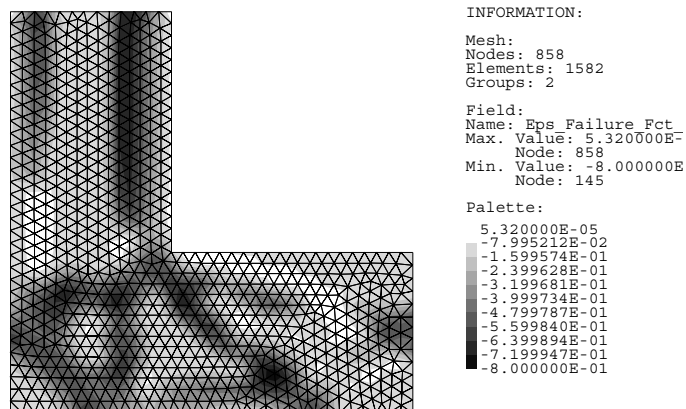 INFORMATION:
Mesh:
Nodes: 858
Elements: 1582
Groups: 2
Field:
Name: Eps_Failure_Fct_
Max. Value: 5.320000E-
Node: 858
Min. Value: -8.000000E
Node: 145
Palette:
5.320000E-05
-7.995212E-02
-1.599574E-01
-2.399628E-01
-3.199681E-01
-3.999734E-01
-4.799787E-01
-5.599840E-01
-6.399894E-01
-7.199947E-01
-8.000000E-01